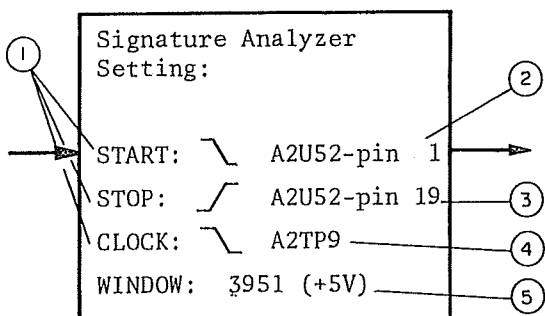 Signature Analyzer
Setting:
1
2
START: A2U52-pin 1
STOP: A2U52-pin 19
3
CLOCK: A2TP9
4
WINDOW: 3951 (+5V)
5